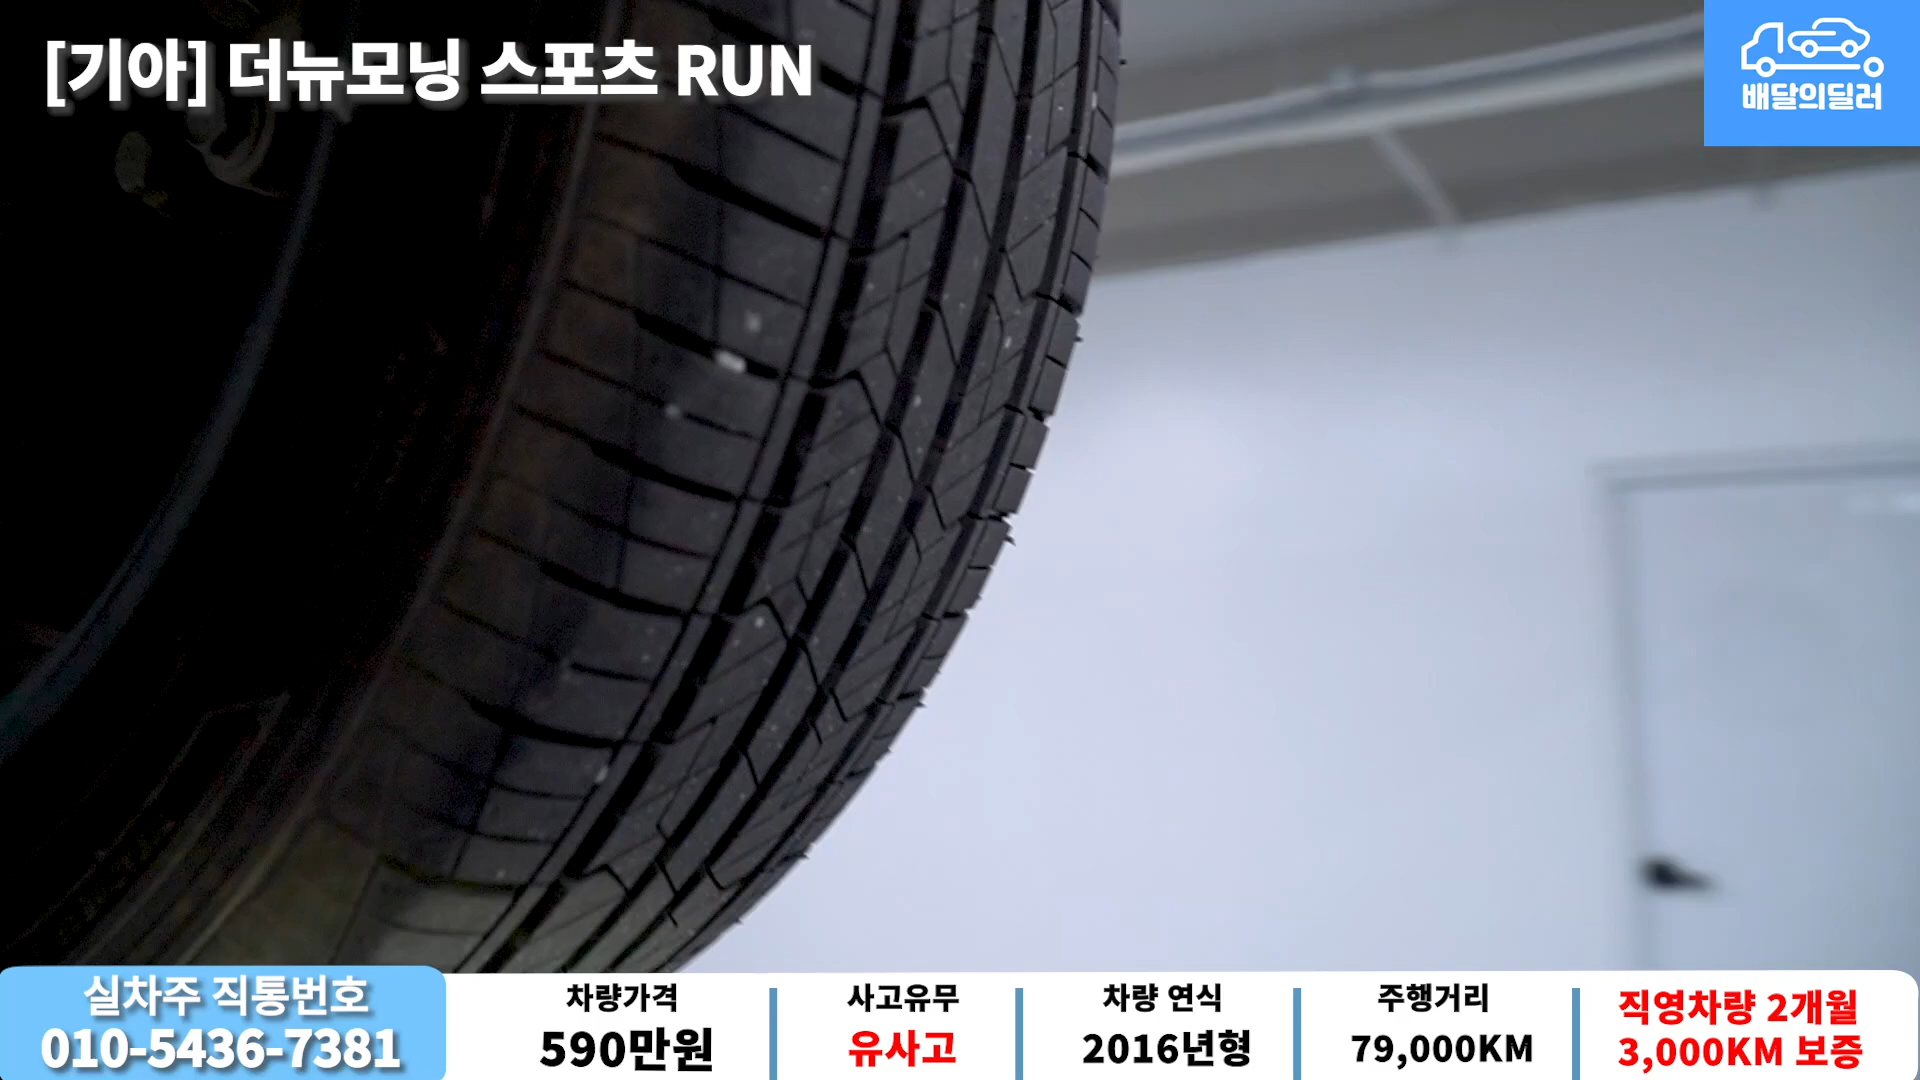 [기아] 더뉴모닝 스포츠 RUN
배달의딜러
실차주 직통번호
010-5436-7381
차량가격
590만원
사고유무
유사고
차량 연식
2016년형
주행거리
79,000KM
직영차량 2개월
3,000KM 보증